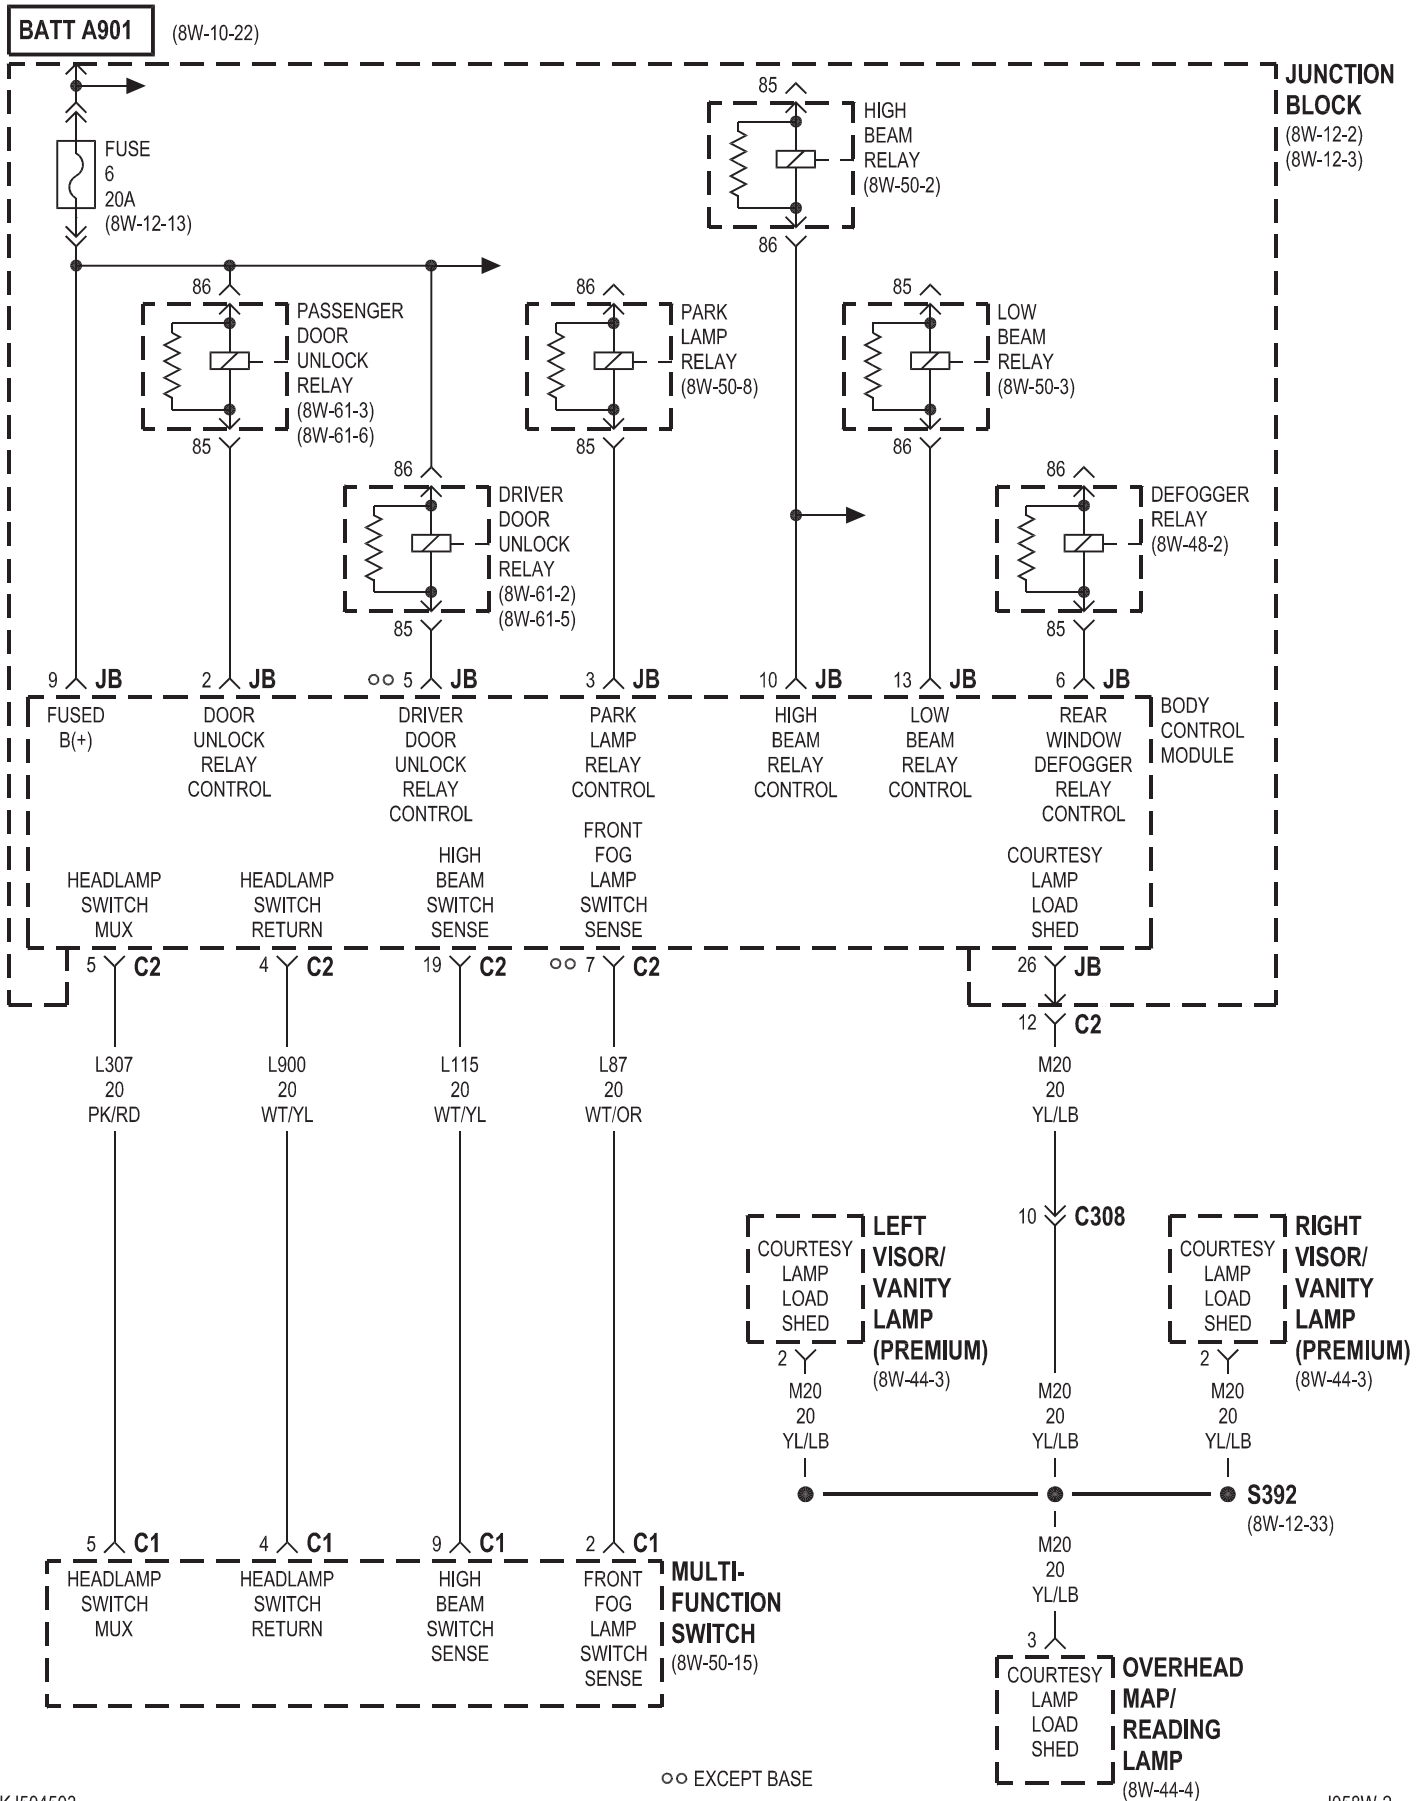 BATT A901 (8W-10-22)
JUNCTION
BLOCK
(8W-12-2)
(8W-12-3)
FUSE
6
20A
(8W-12-13)
85
HIGH
BEAM
RELAY
(8W-50-2)
86
86
PASSENGER
DOOR
UNLOCK
RELAY
(8W-61-3)
(8W-61-6)
85
86
PARK
LAMP
RELAY
(8W-50-8)
85
85
LOW
BEAM
RELAY
(8W-50-3)
86
86
DRIVER
DOOR
UNLOCK
RELAY
(8W-61-2)
(8W-61-5)
85
86
DEFOGGER
RELAY
(8W-48-2)
85
9 JB
2 JB
5 JB
3 JB
10 JB
13 JB
6 JB
FUSED
B(+)
DOOR
UNLOCK
RELAY
CONTROL
DRIVER
DOOR
UNLOCK
RELAY
CONTROL
PARK
LAMP
RELAY
CONTROL
HIGH
BEAM
RELAY
CONTROL
LOW
BEAM
RELAY
CONTROL
REAR
WINDOW
DEFOGGER
RELAY
CONTROL
BODY
CONTROL
MODULE
HEADLAMP
SWITCH
MUX
HEADLAMP
SWITCH
RETURN
HIGH
BEAM
SWITCH
SENSE
FRONT
FOG
LAMP
SWITCH
SENSE
COURTESY
LAMP
LOAD
SHED
5 C2
4 C2
19 C2
7 C2
26 JB
12 C2
L307
20
PK/RD
L900
20
WT/YL
L115
20
WT/YL
L87
20
WT/OR
M20
20
YL/LB
10 C308
COURTESY
LAMP
LOAD
SHED
LEFT
VISOR/
VANITY
LAMP
(PREMIUM)
(8W-44-3)
2
M20
20
YL/LB
M20
20
YL/LB
COURTESY
LAMP
LOAD
SHED
RIGHT
VISOR/
VANITY
LAMP
(PREMIUM)
(8W-44-3)
2
M20
20
YL/LB
S392
(8W-12-33)
M20
20
YL/LB
3
COURTESY
LAMP
LOAD
SHED
OVERHEAD
MAP/
READING
LAMP
(8W-44-4)
5 C1
4 C1
9 C1
2 C1
HEADLAMP
SWITCH
MUX
HEADLAMP
SWITCH
RETURN
HIGH
BEAM
SWITCH
SENSE
FRONT
FOG
LAMP
SWITCH
SENSE
MULTI-
FUNCTION
SWITCH
(8W-50-15)
EXCEPT BASE